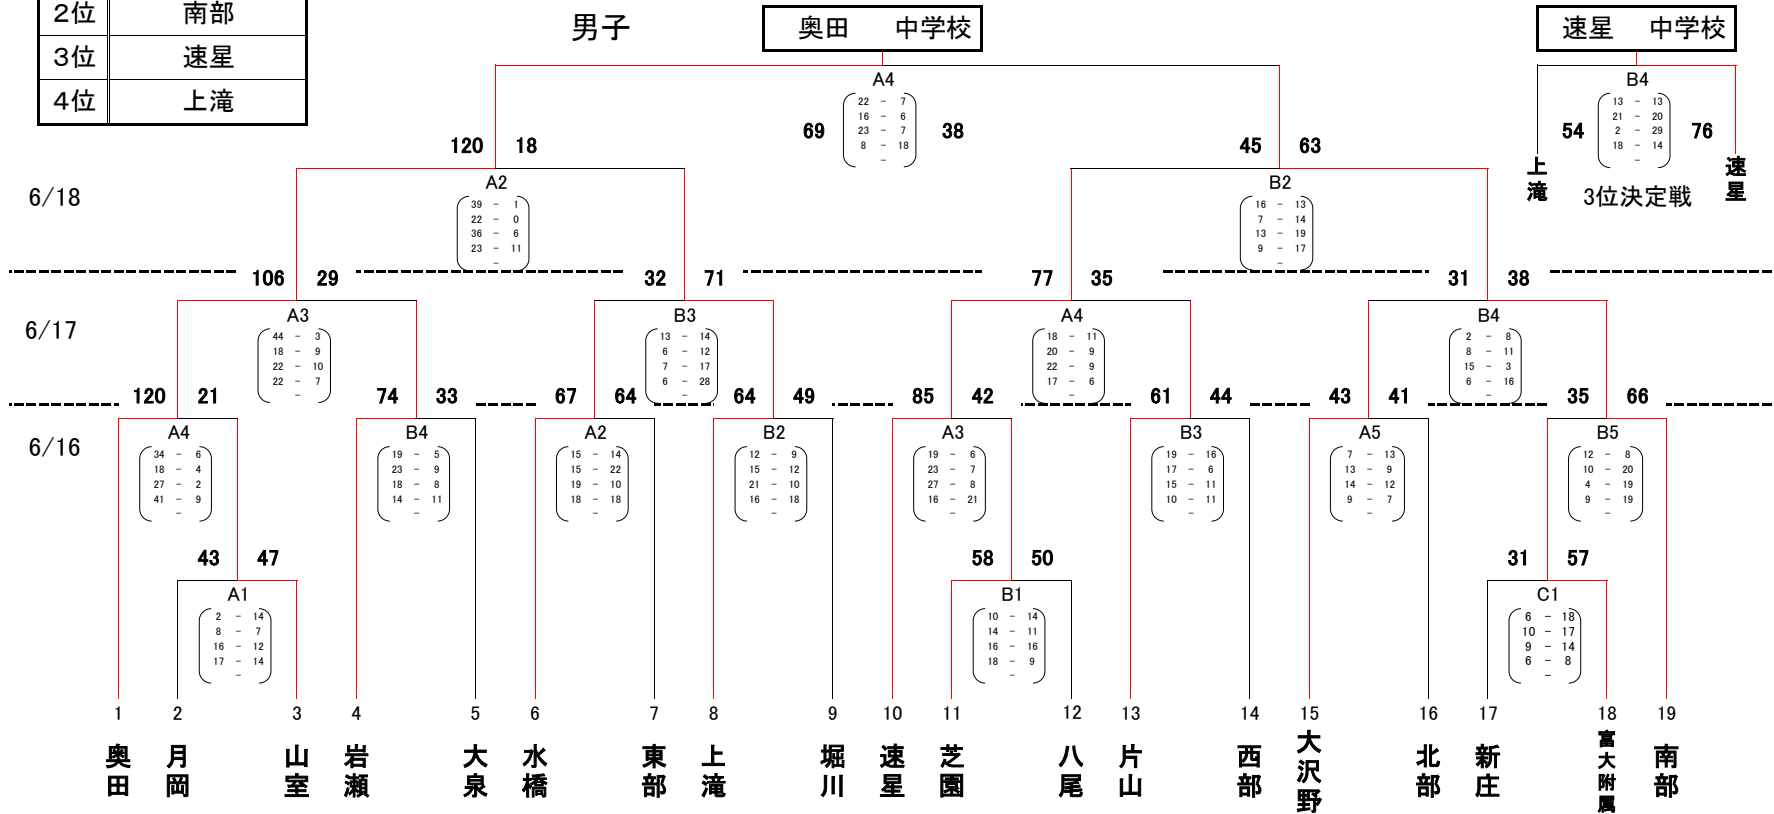 2位 南部
3位 速星
4位 上滝
男子
奥田 中学校
速星 中学校
A4
22 - 7
16 - 6
23 - 7
8 - 18
-
69 38
B4
13 - 13
21 - 20
2 - 29
18 - 14
-
54 76
上滝
速星
3位決定戦
120 18
45 63
6/18
A2
39 - 1
22 - 0
36 - 6
23 - 11
-
B2
16 - 13
7 - 14
13 - 19
9 - 17
-
106 29
32 71
77 35
31 38
6/17
A3
44 - 3
18 - 9
22 - 10
22 - 7
-
B3
13 - 14
6 - 12
7 - 17
6 - 28
-
A4
18 - 11
20 - 9
22 - 9
17 - 6
-
B4
2 - 8
8 - 11
15 - 3
6 - 16
-
120 21
74 33
67 64
64 49
85 42
61 44
43 41
35 66
6/16
A4
34 - 6
18 - 4
27 - 2
41 - 9
-
B4
19 - 5
23 - 9
18 - 8
14 - 11
-
A2
15 - 14
15 - 22
19 - 10
18 - 18
-
B2
12 - 9
15 - 12
21 - 10
16 - 18
-
A3
19 - 6
23 - 7
27 - 8
16 - 21
-
B3
19 - 16
17 - 6
15 - 11
10 - 11
-
A5
7 - 13
13 - 9
14 - 12
9 - 7
-
B5
12 - 8
10 - 20
4 - 19
9 - 19
-
43 47
58 50
31 57
A1
2 - 14
8 - 7
16 - 12
17 - 14
-
B1
10 - 14
14 - 11
16 - 16
18 - 9
-
C1
6 - 18
10 - 17
9 - 14
6 - 8
-
1 2 3 4 5 6 7 8 9 10 11 12 13 14 15 16 17 18 19
奥田
月岡
山室
岩瀬
大泉
水橋
東部
上滝
堀川
速星
芝園
八尾
片山
西部
大沢野
北部
新庄
富大附属
南部